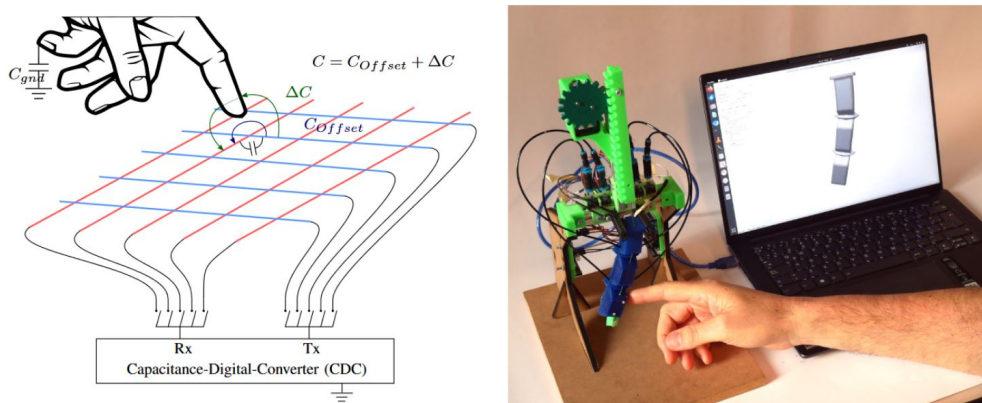 C_gnd
C = C_Offset + ΔC
ΔC
C_Offset
Rx Tx
Capacitance-Digital-Converter (CDC)